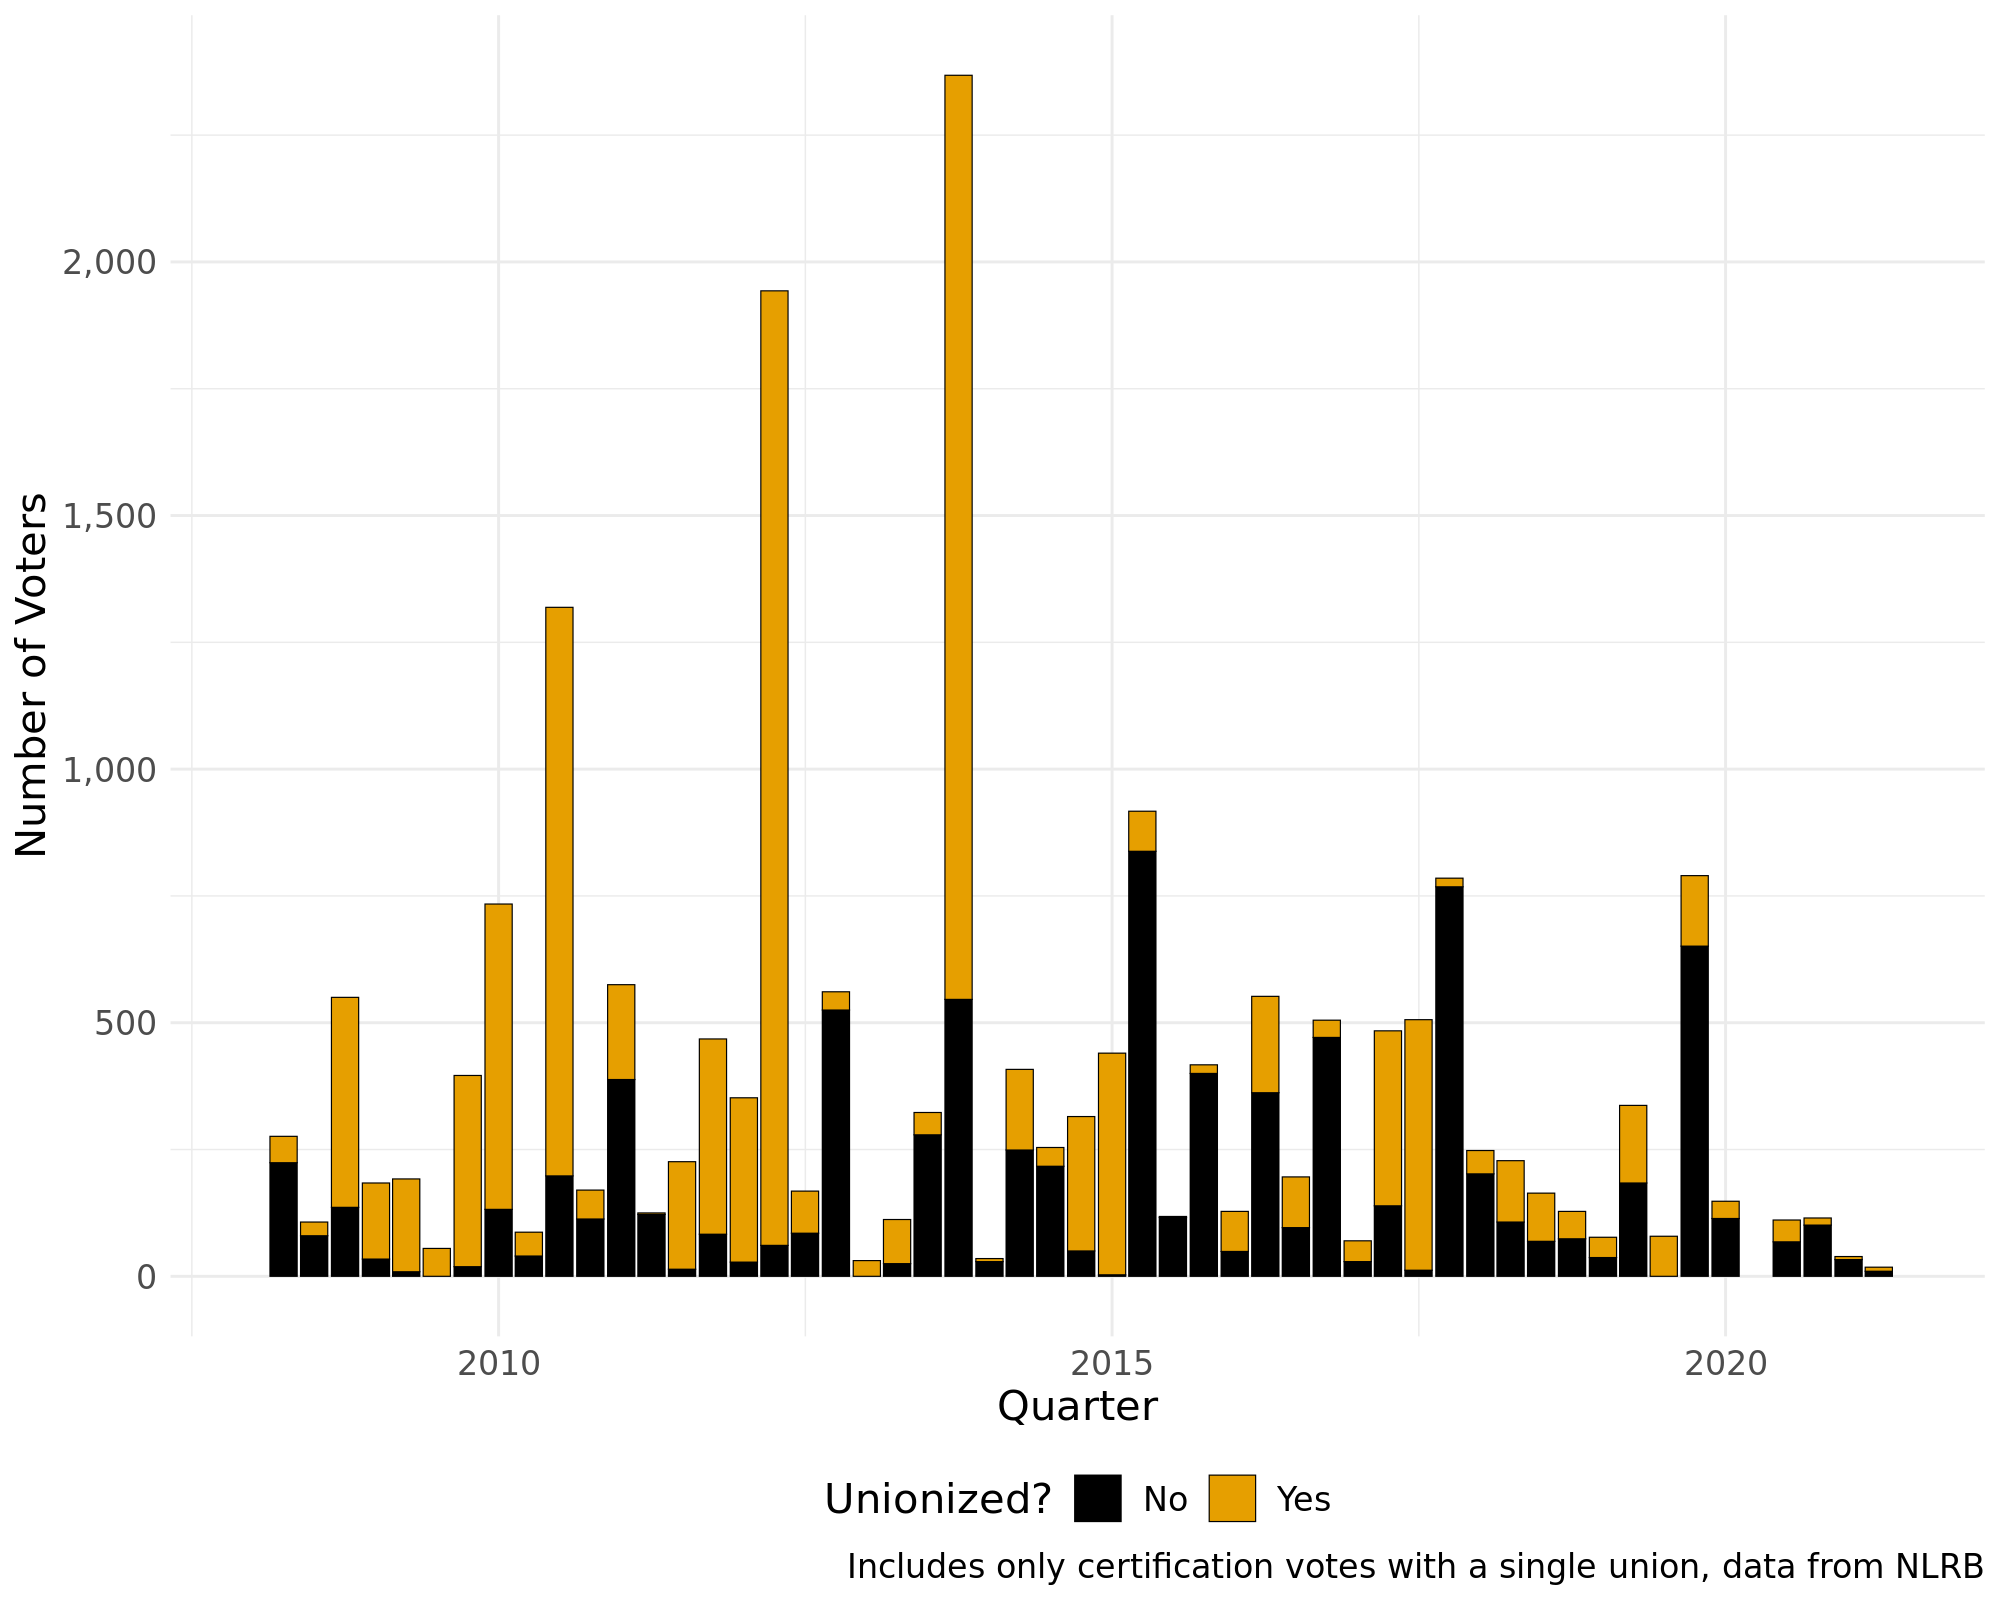 Number of Voters
2,000
1,500
1,000
500
0
2010 2015 2020
Quarter
Unionized? No Yes
Includes only certification votes with a single union, data from NLRB